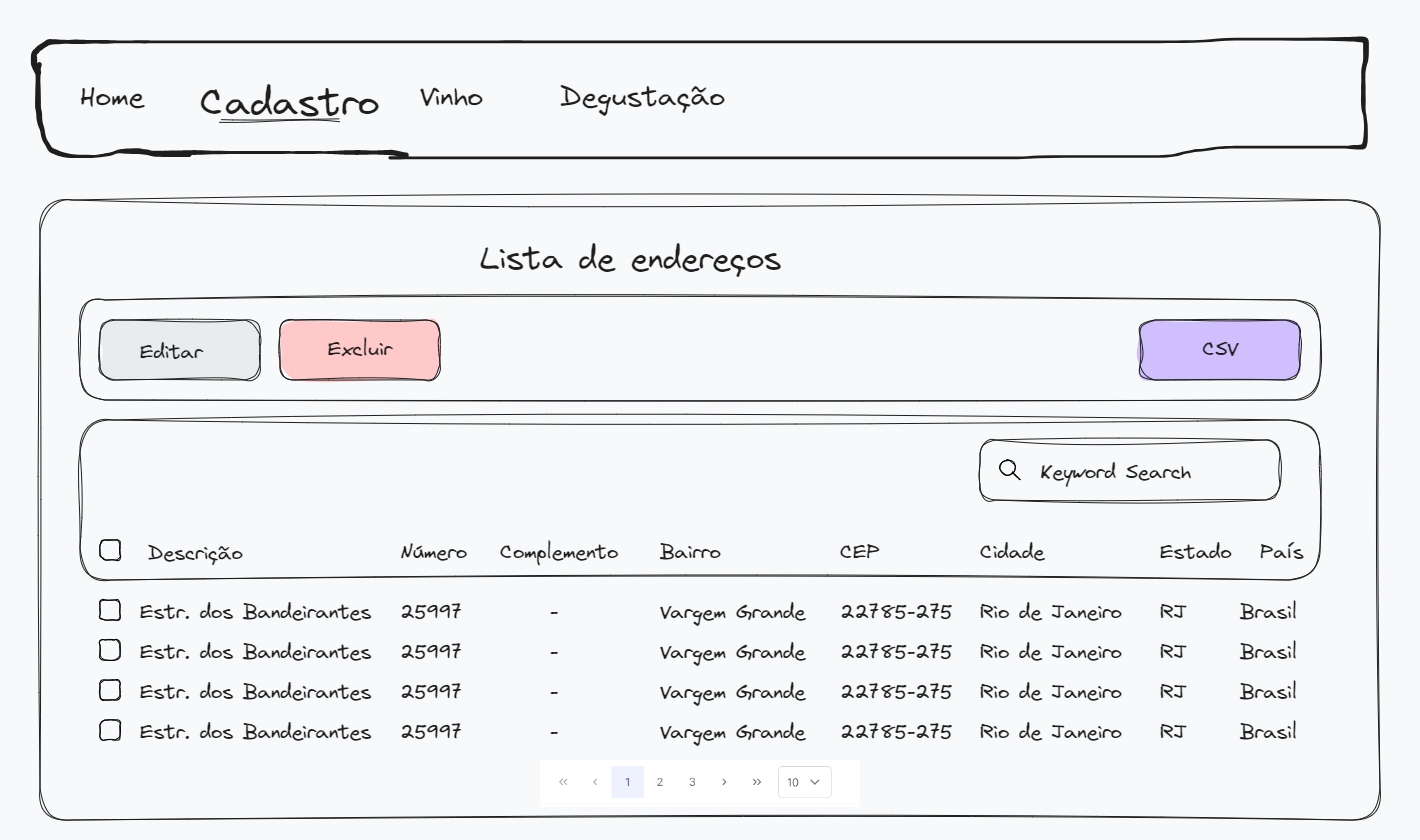 Home Cadastro Vinho Degustação
Lista de endereços
Editar Excluir CSV
Keyword Search
Descrição Número Complemento Bairro CEP Cidade Estado País
Estr. dos Bandeirantes 25997 - Vargem Grande 22785-275 Rio de Janeiro RJ Brasil
Estr. dos Bandeirantes 25997 - Vargem Grande 22785-275 Rio de Janeiro RJ Brasil
Estr. dos Bandeirantes 25997 - Vargem Grande 22785-275 Rio de Janeiro RJ Brasil
Estr. dos Bandeirantes 25997 - Vargem Grande 22785-275 Rio de Janeiro RJ Brasil
« ‹ 1 2 3 › » 10